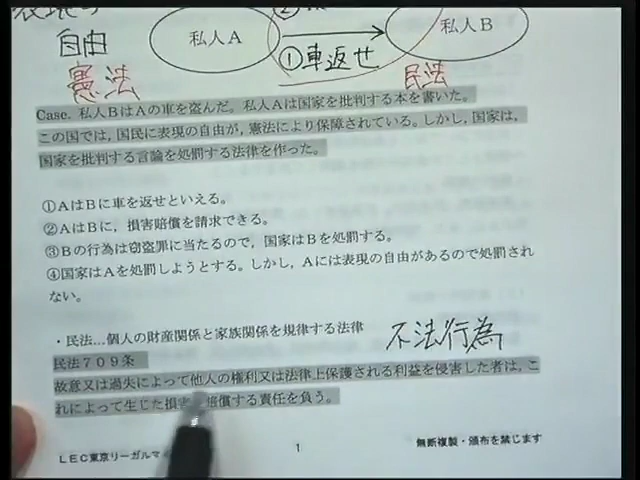 表現の
自由
憲法
私人A
①車返せ
私人B
民法
Case. 私人BはAの車を盗んだ。私人Aは国家を批判する本を書いた。
この国では,国民に表現の自由が,憲法により保障されている。しかし,国家は,
国家を批判する言論を処罰する法律を作った。
①AはBに車を返せといえる。
②AはBに,損害賠償を請求できる。
③Bの行為は窃盗罪に当たるので,国家はBを処罰する。
④国家はAを処罰しようとする。しかし,Aには表現の自由があるので処罰され
ない。
・民法…個人の財産関係と家族関係を規律する法律
不法行為
民法709条
故意又は過失によって他人の権利又は法律上保護される利益を侵害した者は,こ
れによって生じた損害 賠償する責任を負う。
LEC東京リーガルマ
1
無断複製・頒布を禁じます